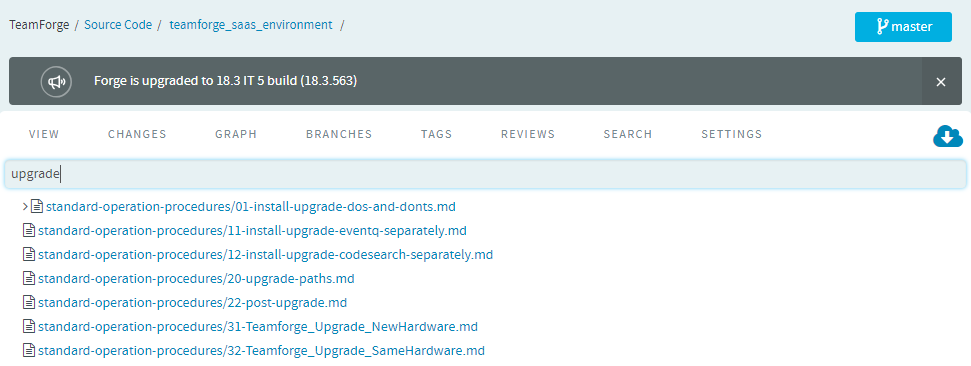 TeamForge / Source Code / teamforge_saas_environment /
master
Forge is upgraded to 18.3 IT 5 build (18.3.563)
VIEW CHANGES GRAPH BRANCHES TAGS REVIEWS SEARCH SETTINGS
upgrade
standard-operation-procedures/01-install-upgrade-dos-and-donts.md
standard-operation-procedures/11-install-upgrade-eventq-separately.md
standard-operation-procedures/12-install-upgrade-codesearch-separately.md
standard-operation-procedures/20-upgrade-paths.md
standard-operation-procedures/22-post-upgrade.md
standard-operation-procedures/31-Teamforge_Upgrade_NewHardware.md
standard-operation-procedures/32-Teamforge_Upgrade_SameHardware.md